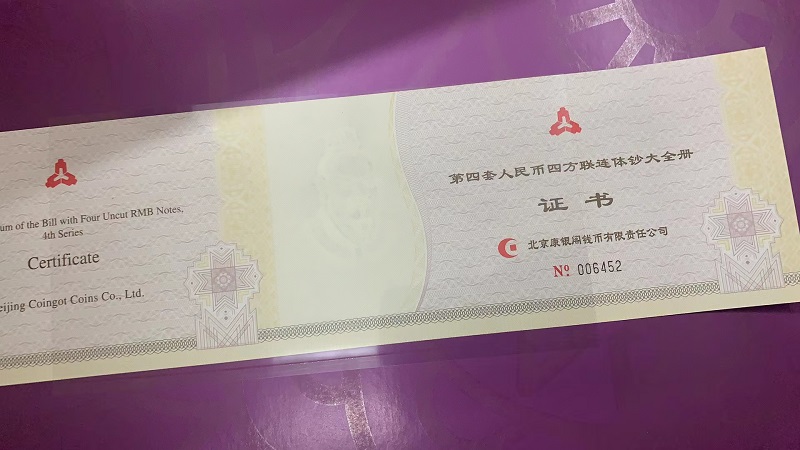 um of the Bill with Four Uncut RMB Notes,
4th Series
Certificate
eijing Coingot Coins Co., Ltd.
第四套人民币四方联连体钞大全册
证书
北京康银阁钱币有限责任公司
Nº 006452